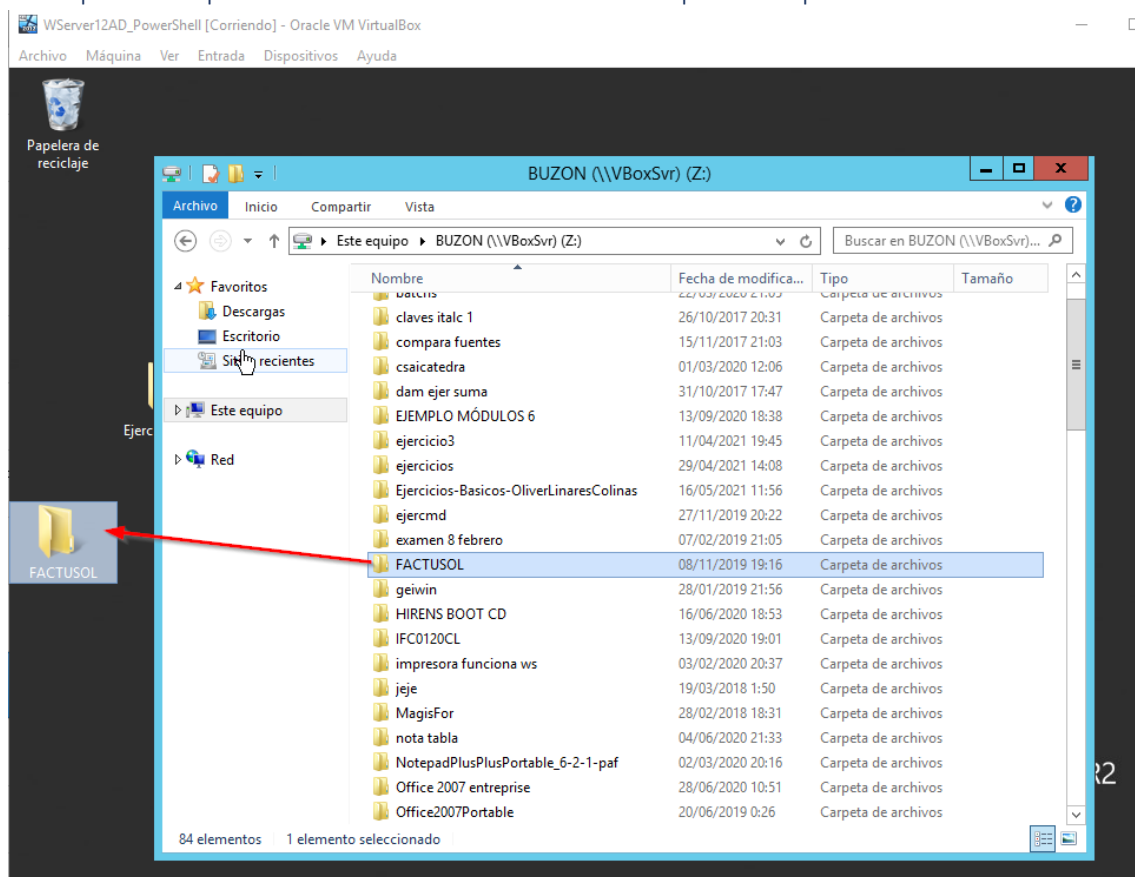 WServer12AD_PowerShell [Corriendo] - Oracle VM VirtualBox
Archivo Máquina Ver Entrada Dispositivos Ayuda
Papelera de
reciclaje
BUZON (\\VBoxSvr) (Z:)
Archivo Inicio Compartir Vista
Este equipo BUZON (\\VBoxSvr) (Z:) Buscar en BUZON (\\VBoxSvr)...
Nombre Fecha de modifica... Tipo Tamaño
Favoritos
Descargas
Escritorio
recientes
Este equipo
Red
claves italc 1 26/10/2017 20:31 Carpeta de archivos
compara fuentes 15/11/2017 21:03 Carpeta de archivos
csaicatedra 01/03/2020 12:06 Carpeta de archivos
dam ejer suma 31/10/2017 17:47 Carpeta de archivos
EJEMPLO MÓDULOS 6 13/09/2020 18:38 Carpeta de archivos
ejercicio3 11/04/2021 19:45 Carpeta de archivos
ejercicios 29/04/2021 14:08 Carpeta de archivos
Ejercicios-Basicos-OliverLinaresColinas 16/05/2021 11:56 Carpeta de archivos
ejercmd 27/11/2019 20:22 Carpeta de archivos
examen 8 febrero 07/02/2019 21:05 Carpeta de archivos
FACTUSOL 08/11/2019 19:16 Carpeta de archivos
geiwin 28/01/2019 21:56 Carpeta de archivos
HIRENS BOOT CD 16/06/2020 18:53 Carpeta de archivos
IFC0120CL 13/09/2020 19:01 Carpeta de archivos
impresora funciona ws 03/02/2020 20:37 Carpeta de archivos
jeje 19/03/2018 1:50 Carpeta de archivos
MagisFor 28/02/2018 18:31 Carpeta de archivos
nota tabla 04/06/2020 21:33 Carpeta de archivos
NotepadPlusPlusPortable_6-2-1-paf 02/03/2020 20:16 Carpeta de archivos
Office 2007 entreprise 28/06/2020 10:51 Carpeta de archivos
Office2007Portable 20/06/2019 0:26 Carpeta de archivos
84 elementos 1 elemento seleccionado
Ejerc
FACTUSOL
R2